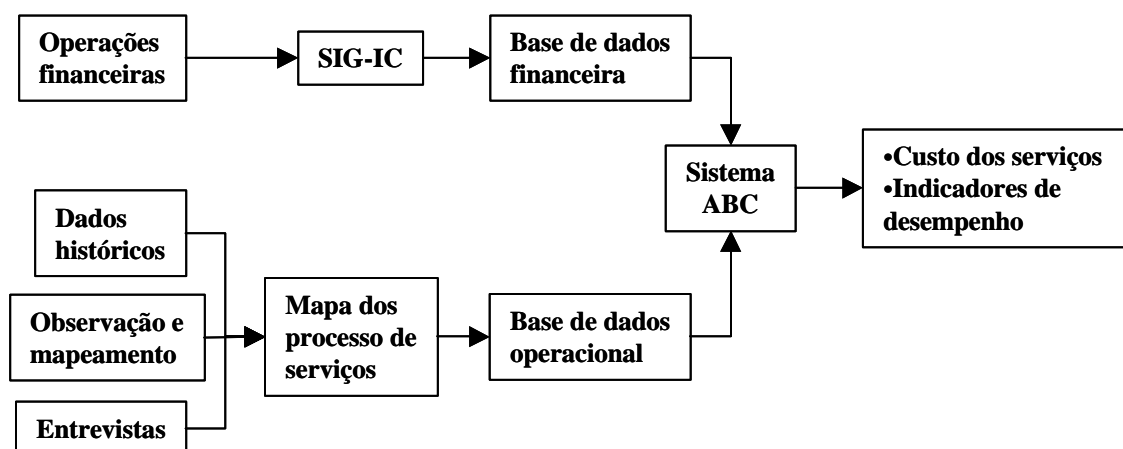 Operações
financeiras
SIG-IC
Base de dados
financeira
Sistema
ABC
•Custo dos serviços
•Indicadores de
desempenho
Dados
históricos
Observação e
mapeamento
Entrevistas
Mapa dos
processo de
serviços
Base de dados
operacional